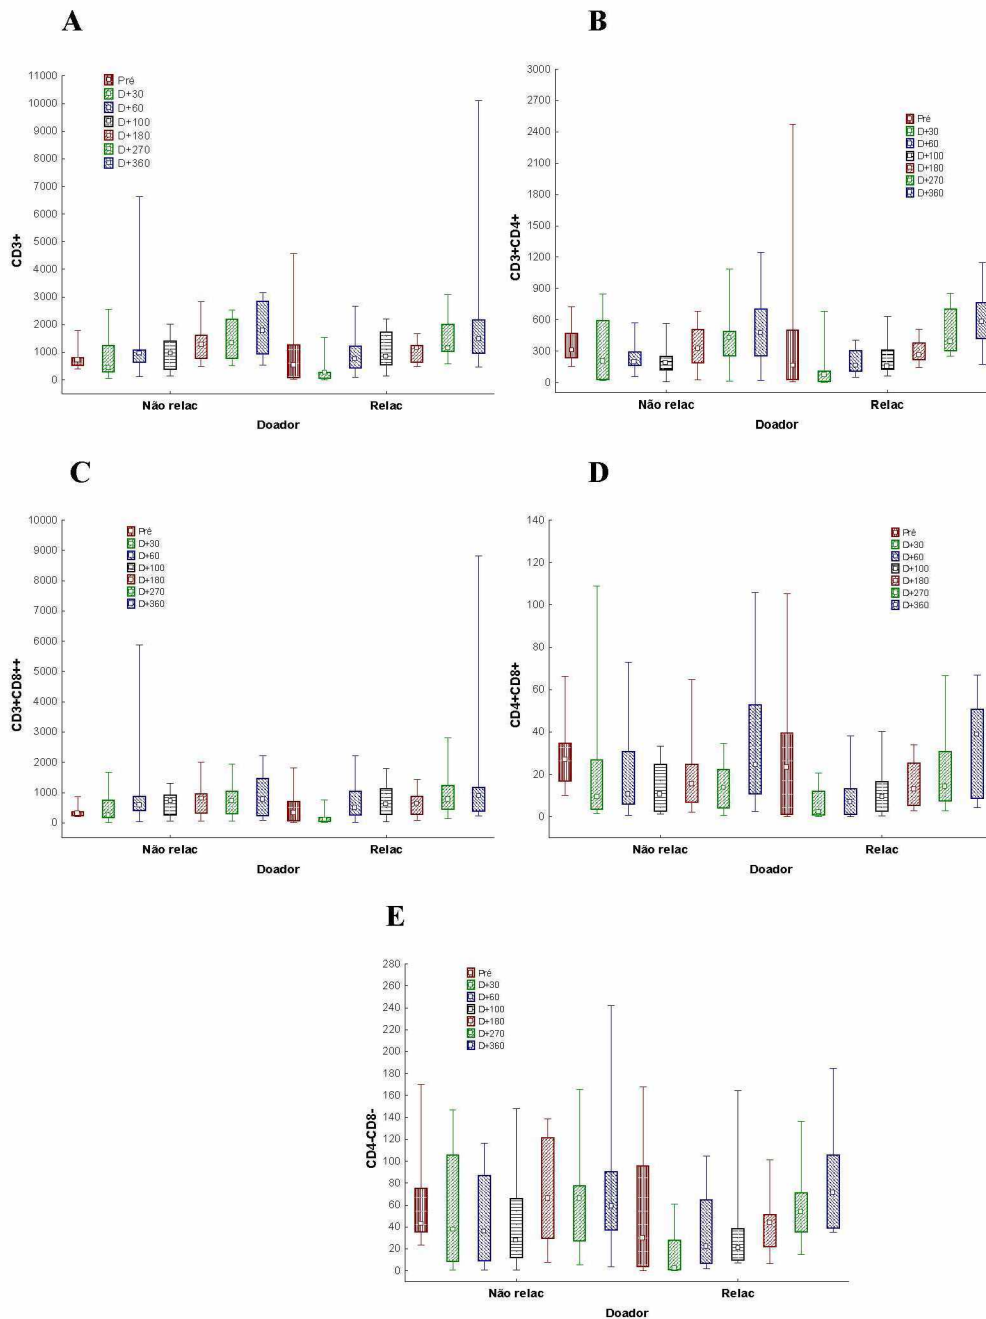 A
11000
10000
9000
8000
7000
6000
5000
4000
3000
2000
1000
0
CD3+
Pré
D+30
D+60
D+100
D+180
D+270
D+360
Não relac
Relac
Doador
B
3000
2700
2400
2100
1800
1500
1200
900
600
300
0
CD3+CD4+
Pré
D+30
D+60
D+100
D+180
D+270
D+360
Não relac
Relac
Doador
C
10000
9000
8000
7000
6000
5000
4000
3000
2000
1000
0
CD3+CD8++
Pré
D+30
D+60
D+100
D+180
D+270
D+360
Não relac
Relac
Doador
D
140
120
100
80
60
40
20
0
CD4+CD8+
Pré
D+30
D+60
D+100
D+180
D+270
D+360
Não relac
Relac
Doador
E
280
260
240
220
200
180
160
140
120
100
80
60
40
20
0
CD4-CD8-
Pré
D+30
D+60
D+100
D+180
D+270
D+360
Não relac
Relac
Doador